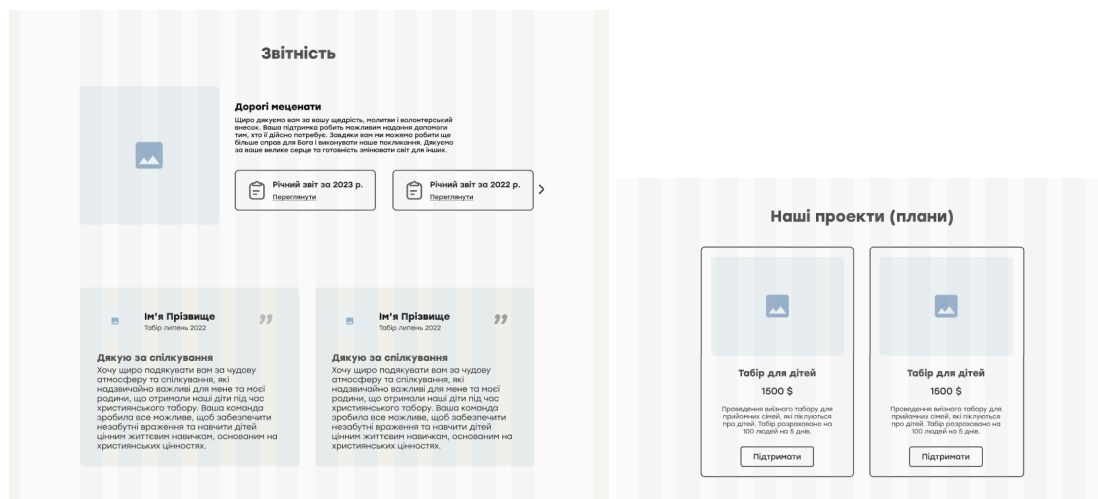 Звітність
Дорогі меценати
Щиро дякуємо вам за вашу щедрість, молитви і волонтерський
внесок. Ваша підтримка робить можливим надання допомоги
тим, хто її дійсно потребує. Завдяки вам ми можемо робити ще
більше справ для Бога і виконувати наше покликання. Дякуємо
за ваше велике серце та готовність змінювати світ для інших.
Річний звіт за 2023 р.
Переглянути
Річний звіт за 2022 р.
Переглянути
Ім’я Прізвище
Табір липень 2022
Дякую за спілкування
Хочу щиро подякувати вам за чудову
атмосферу та спілкування, які
надзвичайно важливі для мене та моєї
родини, що отримали наші діти під час
християнського табору. Ваша команда
зробила все можливе, щоб забезпечити
незабутні враження та навчити дітей
цінним життєвим навичкам, основаним на
християнських цінностях.
Ім’я Прізвище
Табір липень 2022
Дякую за спілкування
Хочу щиро подякувати вам за чудову
атмосферу та спілкування, які
надзвичайно важливі для мене та моєї
родини, що отримали наші діти під час
християнського табору. Ваша команда
зробила все можливе, щоб забезпечити
незабутні враження та навчити дітей
цінним життєвим навичкам, основаним на
християнських цінностях.
Наші проекти (плани)
Табір для дітей
1500 $
Проведення виїзного табору для
прийомних сімей, які піклуються
про дітей. Табір розраховано на
100 людей на 5 днів.
Підтримати
Табір для дітей
1500 $
Проведення виїзного табору для
прийомних сімей, які піклуються
про дітей. Табір розраховано на
100 людей на 5 днів.
Підтримати